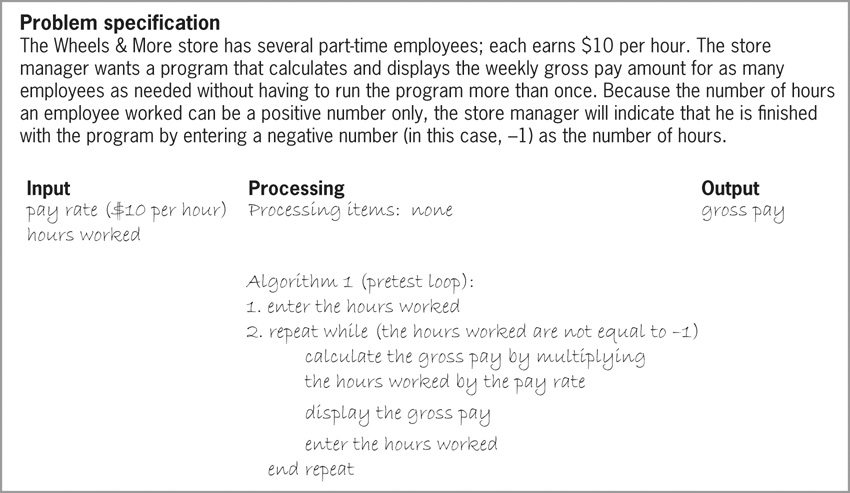 Problem specification
The Wheels & More store has several part-time employees; each earns $10 per hour. The store
manager wants a program that calculates and displays the weekly gross pay amount for as many
employees as needed without having to run the program more than once. Because the number of hours
an employee worked can be a positive number only, the store manager will indicate that he is finished
with the program by entering a negative number (in this case, –1) as the number of hours.
Input
pay rate ($10 per hour)
hours worked
Processing
Processing items: none
Algorithm 1 (pretest loop):
1. enter the hours worked
2. repeat while (the hours worked are not equal to –1)
calculate the gross pay by multiplying
the hours worked by the pay rate
display the gross pay
enter the hours worked
end repeat
Output
gross pay